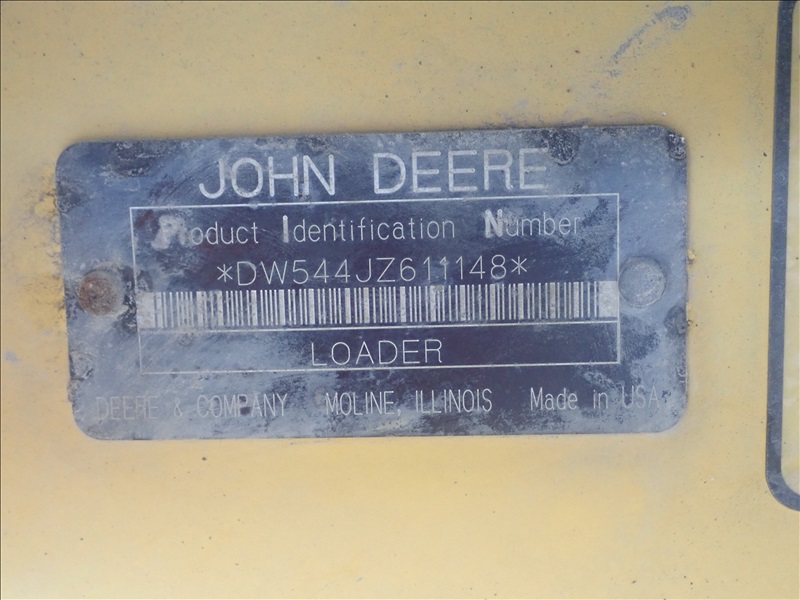 JOHN DEERE
Product Identification Number
*DW544JZ611148*
LOADER
DEERE & COMPANY MOLINE, ILLINOIS Made in USA